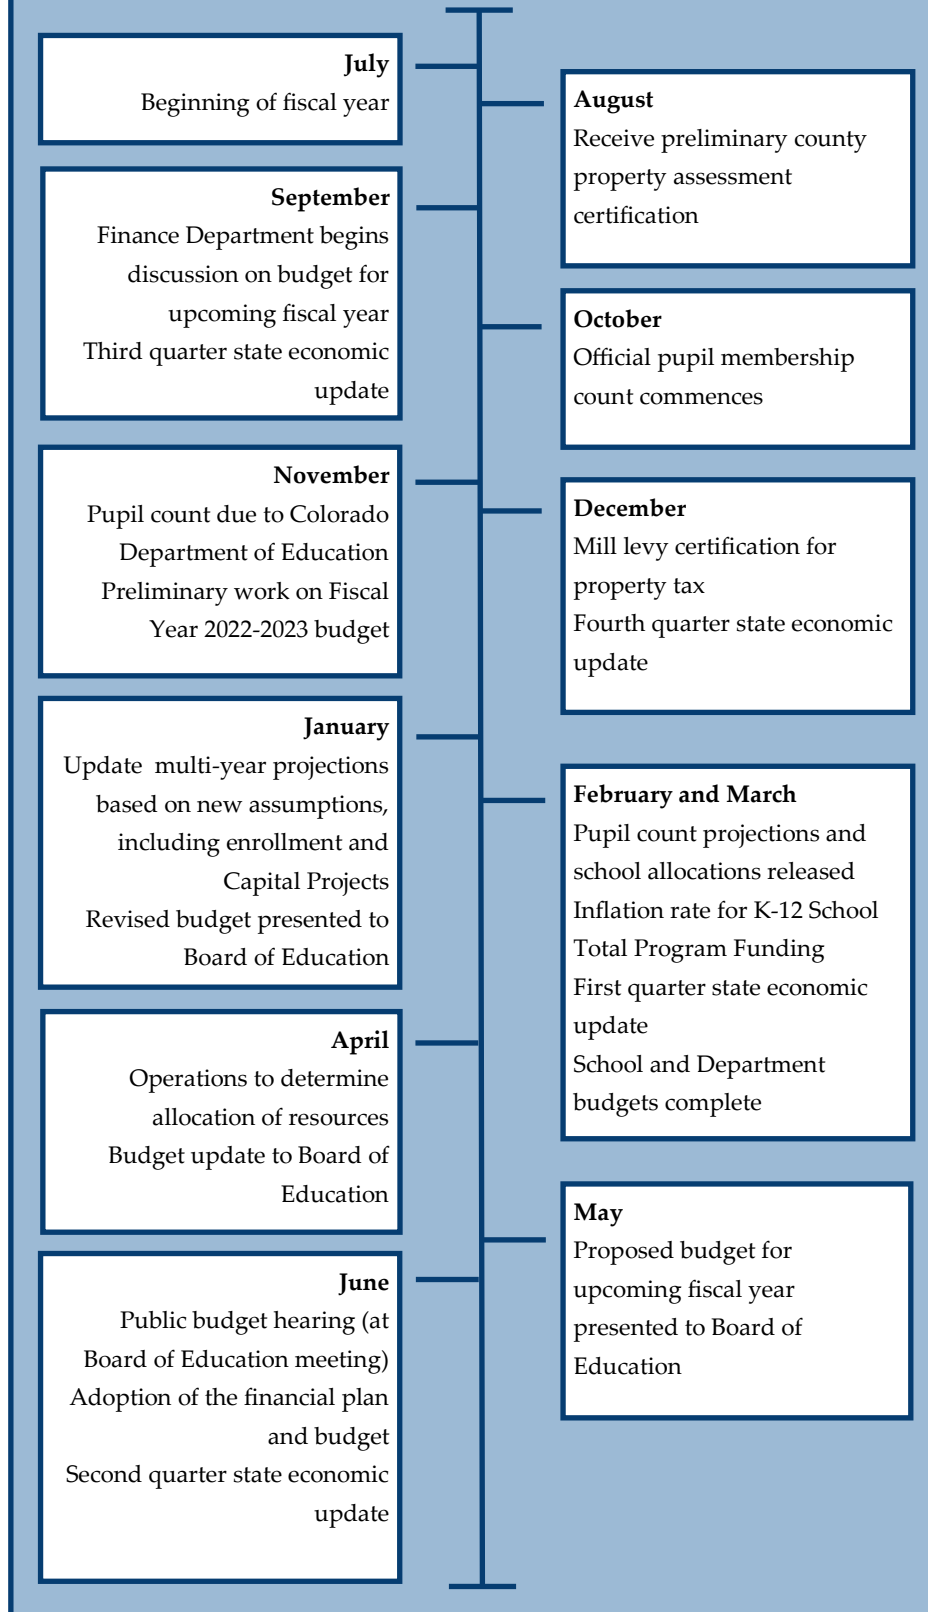 July
Beginning of fiscal year
August
Receive preliminary county
property assessment
certification
September
Finance Department begins
discussion on budget for
upcoming fiscal year
Third quarter state economic
update
October
Official pupil membership
count commences
November
Pupil count due to Colorado
Department of Education
Preliminary work on Fiscal
Year 2022-2023 budget
December
Mill levy certification for
property tax
Fourth quarter state economic
update
January
Update  multi-year projections
based on new assumptions,
including enrollment and
Capital Projects
Revised budget presented to
Board of Education
February and March
Pupil count projections and
school allocations released
Inflation rate for K-12 School
Total Program Funding
First quarter state economic
update
School and Department
budgets complete
April
Operations to determine
allocation of resources
Budget update to Board of
Education
May
Proposed budget for
upcoming fiscal year
presented to Board of
Education
June
Public budget hearing (at
Board of Education meeting)
Adoption of the financial plan
and budget
Second quarter state economic
update